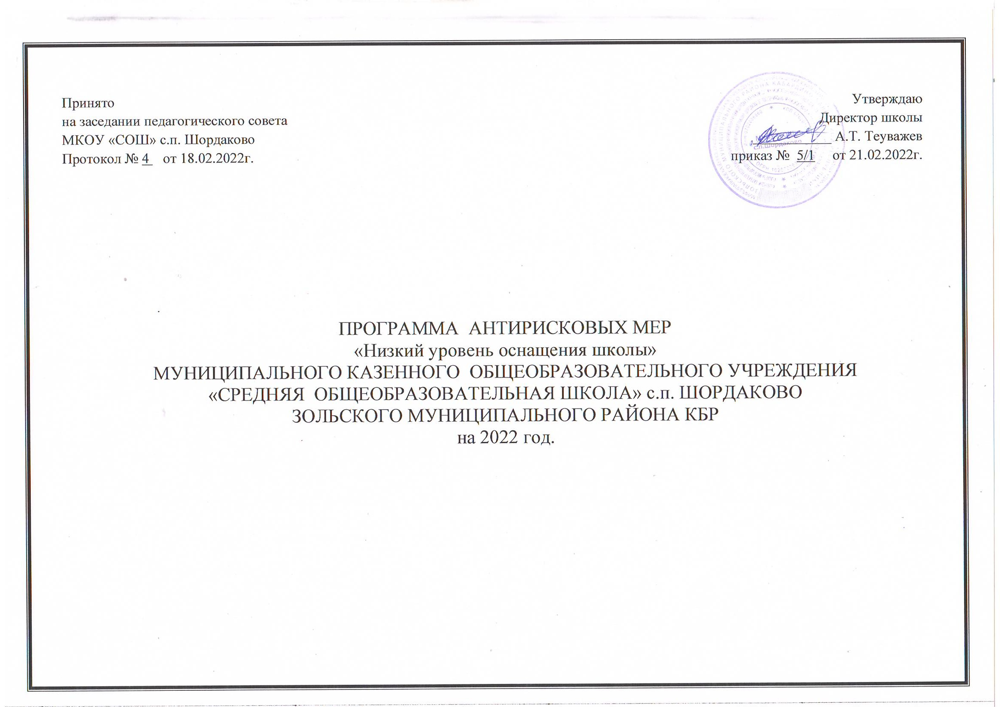 Принято
на заседании педагогического совета
МКОУ «СОШ» с.п. Шордаково
Протокол № 4 от 18.02.2022г.
Утверждаю
Директор школы
А.Т. Теуважев
приказ № 5/1 от 21.02.2022г.
с.п.Шордаково
ПРОГРАММА АНТИРИСКОВЫХ МЕР
«Низкий уровень оснащения школы»
МУНИЦИПАЛЬНОГО КАЗЕННОГО ОБЩЕОБРАЗОВАТЕЛЬНОГО УЧРЕЖДЕНИЯ
«СРЕДНЯЯ ОБЩЕОБРАЗОВАТЕЛЬНАЯ ШКОЛА» с.п. ШОРДАКОВО
ЗОЛЬСКОГО МУНИЦИПАЛЬНОГО РАЙОНА КБР
на 2022 год.